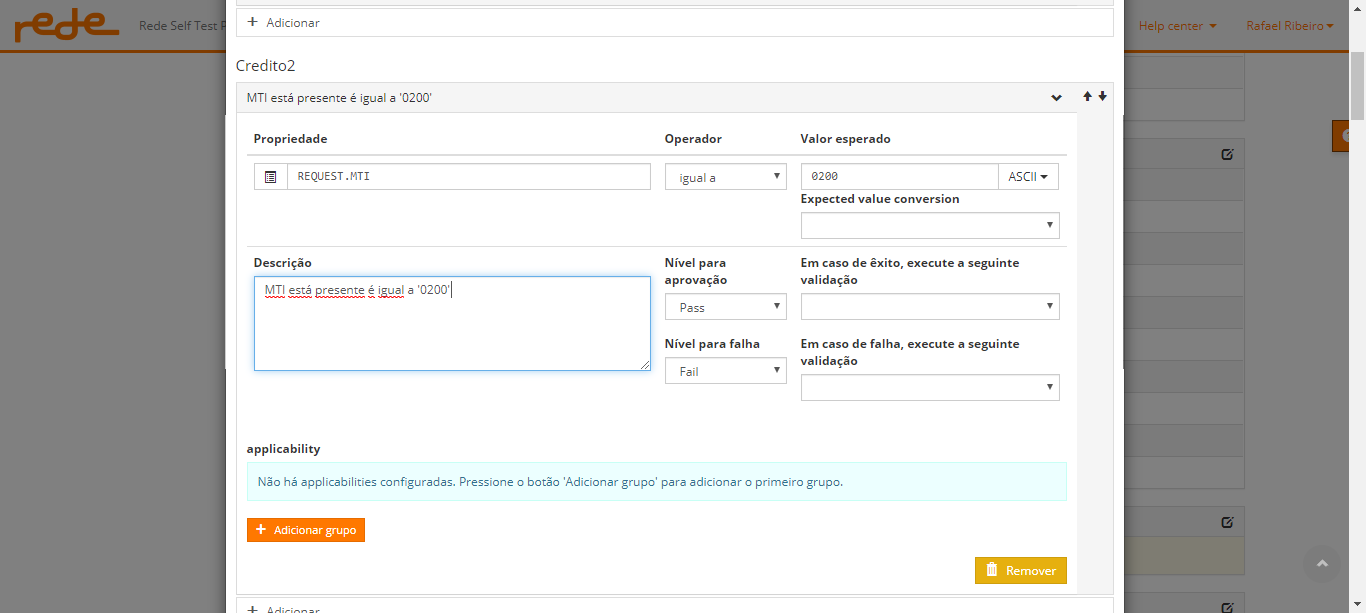 rede
Rede Self Test P
Help center
Rafael Ribeiro
+ Adicionar
Credito2
MTI está presente é igual a '0200'
Propriedade
Operador
Valor esperado
REQUEST.MTI
igual a
0200
ASCII
Expected value conversion
Descrição
Nível para
aprovação
Em caso de êxito, execute a seguinte
validação
MTI está presente é igual a '0200'
Pass
Nível para falha
Em caso de falha, execute a seguinte
validação
Fail
applicability
Não há applicabilities configuradas. Pressione o botão 'Adicionar grupo' para adicionar o primeiro grupo.
+ Adicionar grupo
Remover
+ Adicionar